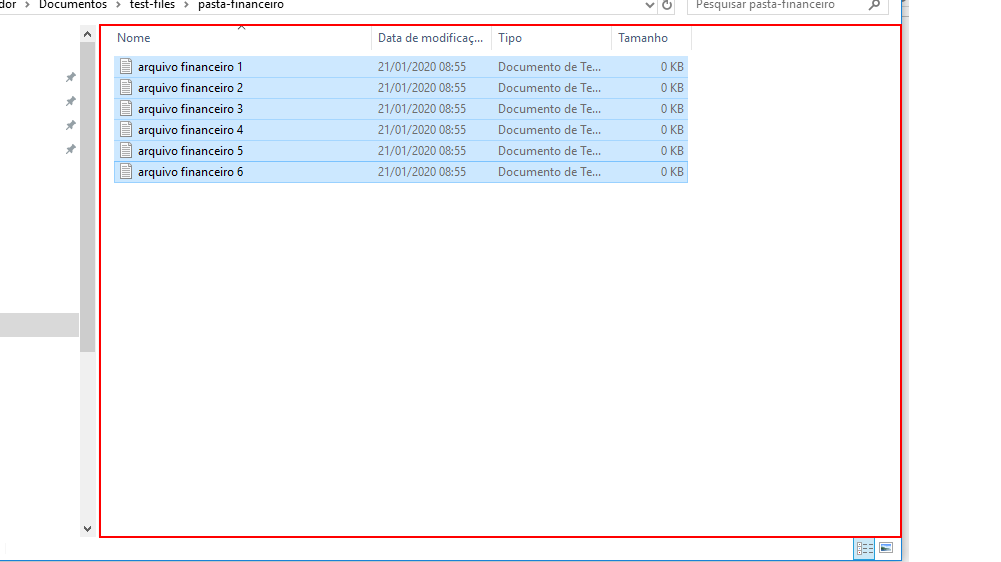 dor > Documentos > test-files > pasta-financeiro
Pesquisar pasta-financeiro
Nome Data de modificaç... Tipo Tamanho
arquivo financeiro 1 21/01/2020 08:55 Documento de Te... 0 KB
arquivo financeiro 2 21/01/2020 08:55 Documento de Te... 0 KB
arquivo financeiro 3 21/01/2020 08:55 Documento de Te... 0 KB
arquivo financeiro 4 21/01/2020 08:55 Documento de Te... 0 KB
arquivo financeiro 5 21/01/2020 08:55 Documento de Te... 0 KB
arquivo financeiro 6 21/01/2020 08:55 Documento de Te... 0 KB